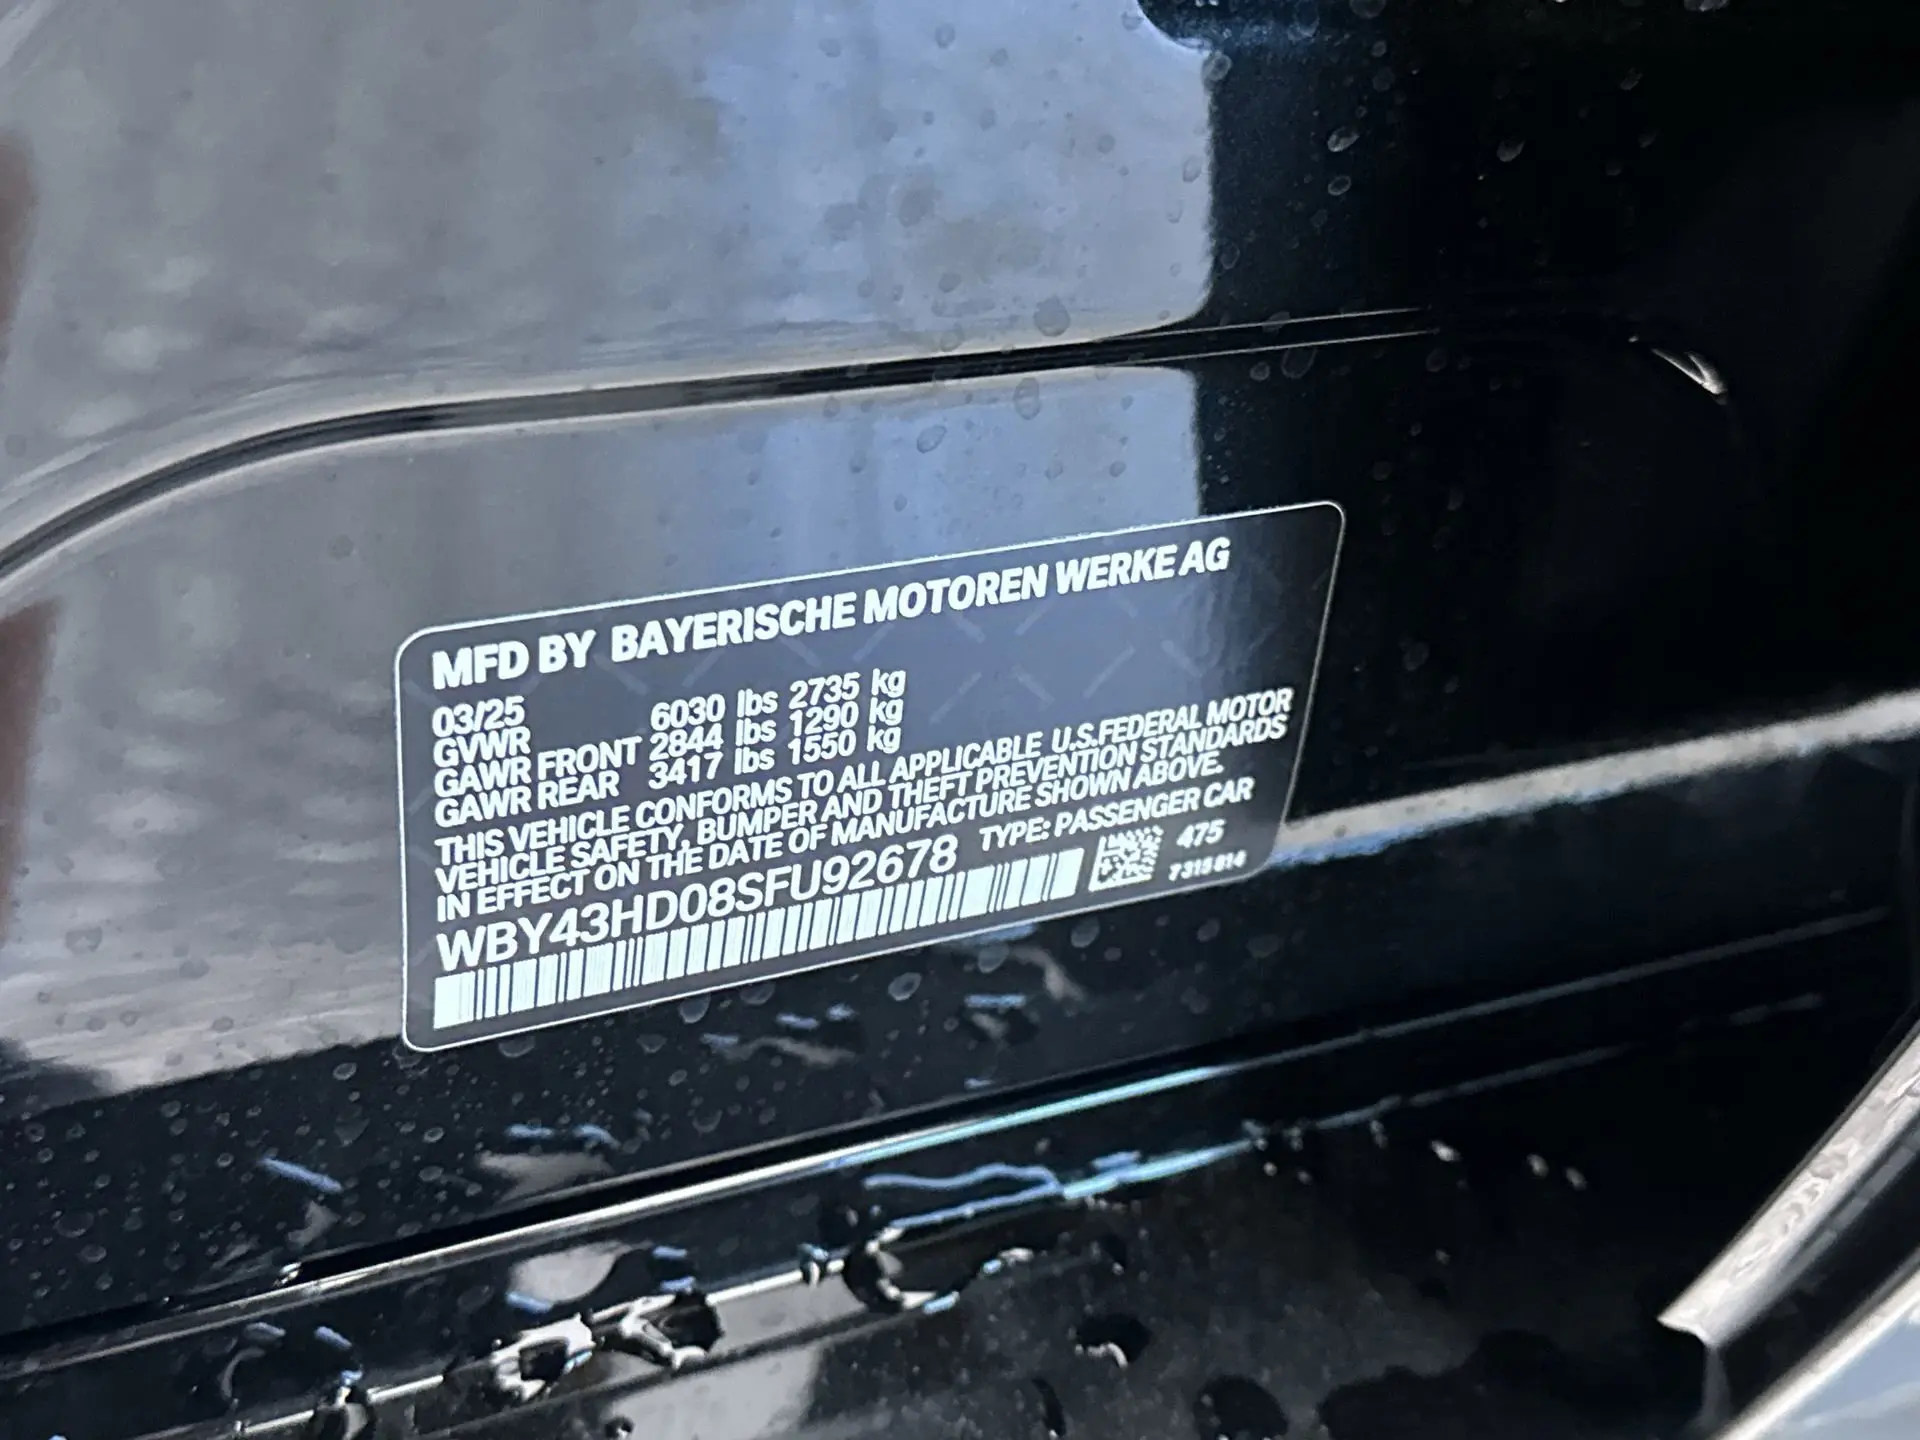 MFD BY BAYERISCHE MOTOREN WERKE AG
03/25
GVWR 6030 lbs 2735 kg
GAWR FRONT 2844 lbs 1290 kg
GAWR REAR 3417 lbs 1550 kg
THIS VEHICLE CONFORMS TO ALL APPLICABLE U.S.FEDERAL MOTOR
VEHICLE SAFETY, BUMPER AND THEFT PREVENTION STANDARDS
IN EFFECT ON THE DATE OF MANUFACTURE SHOWN ABOVE.
WBY43HD08SFU92678 TYPE: PASSENGER CAR
475